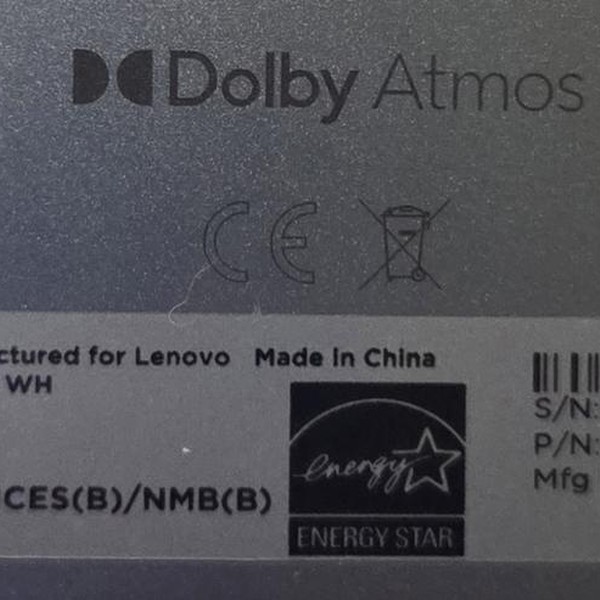 Dolby Atmos
CE
ctured for Lenovo Made in China
WH
CES(B)/NMB(B)
energy
ENERGY STAR
S/N:
P/N:
Mfg